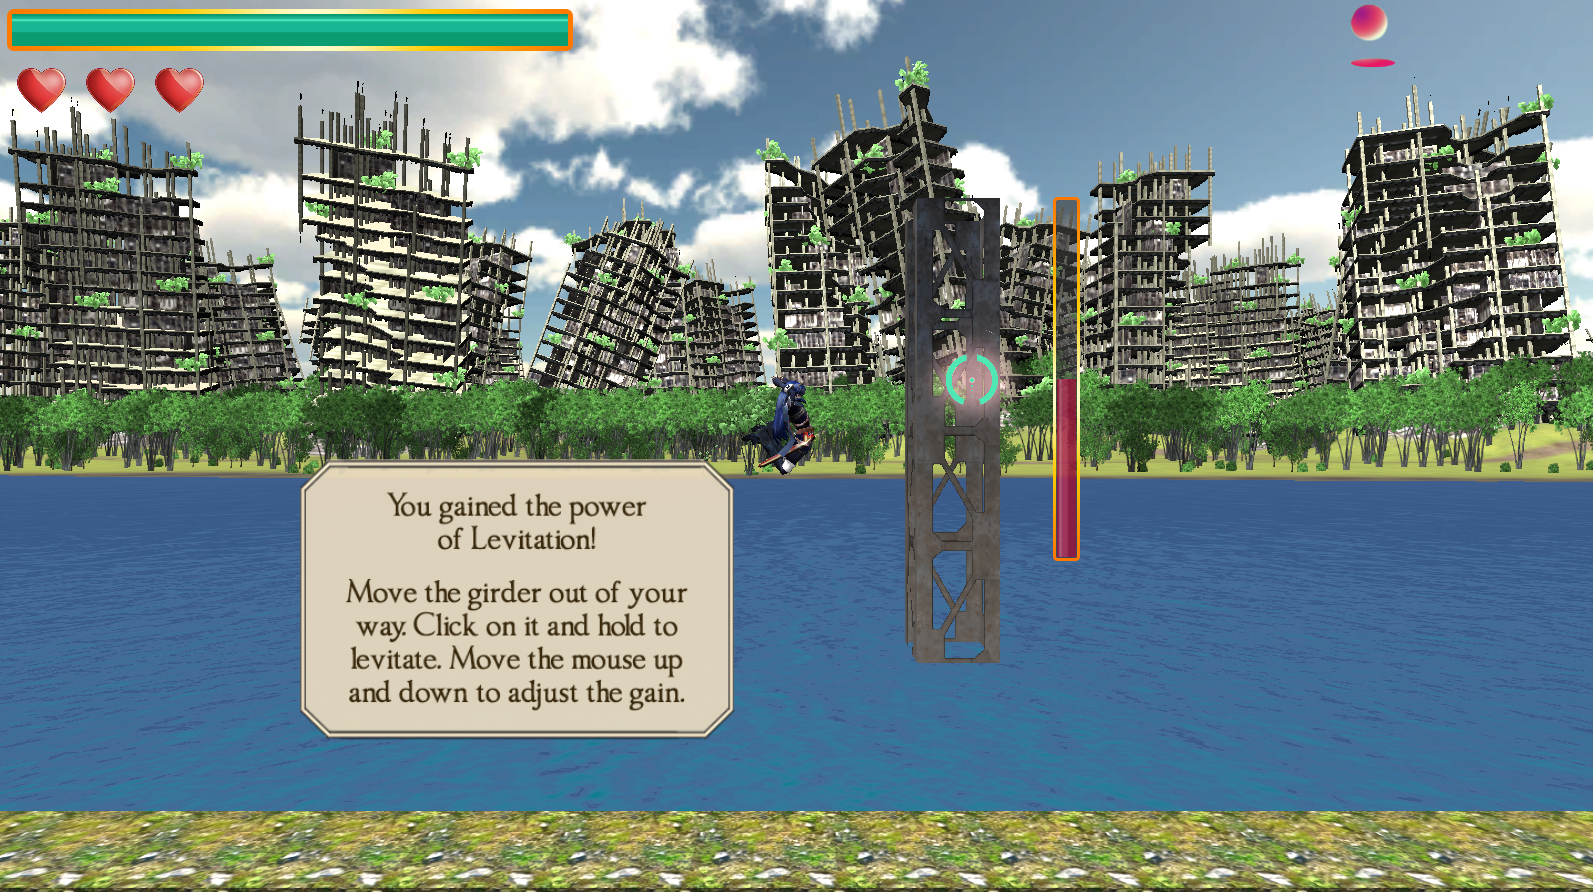 You gained the power
of Levitation!
Move the girder out of your
way. Click on it and hold to
levitate. Move the mouse up
and down to adjust the gain.